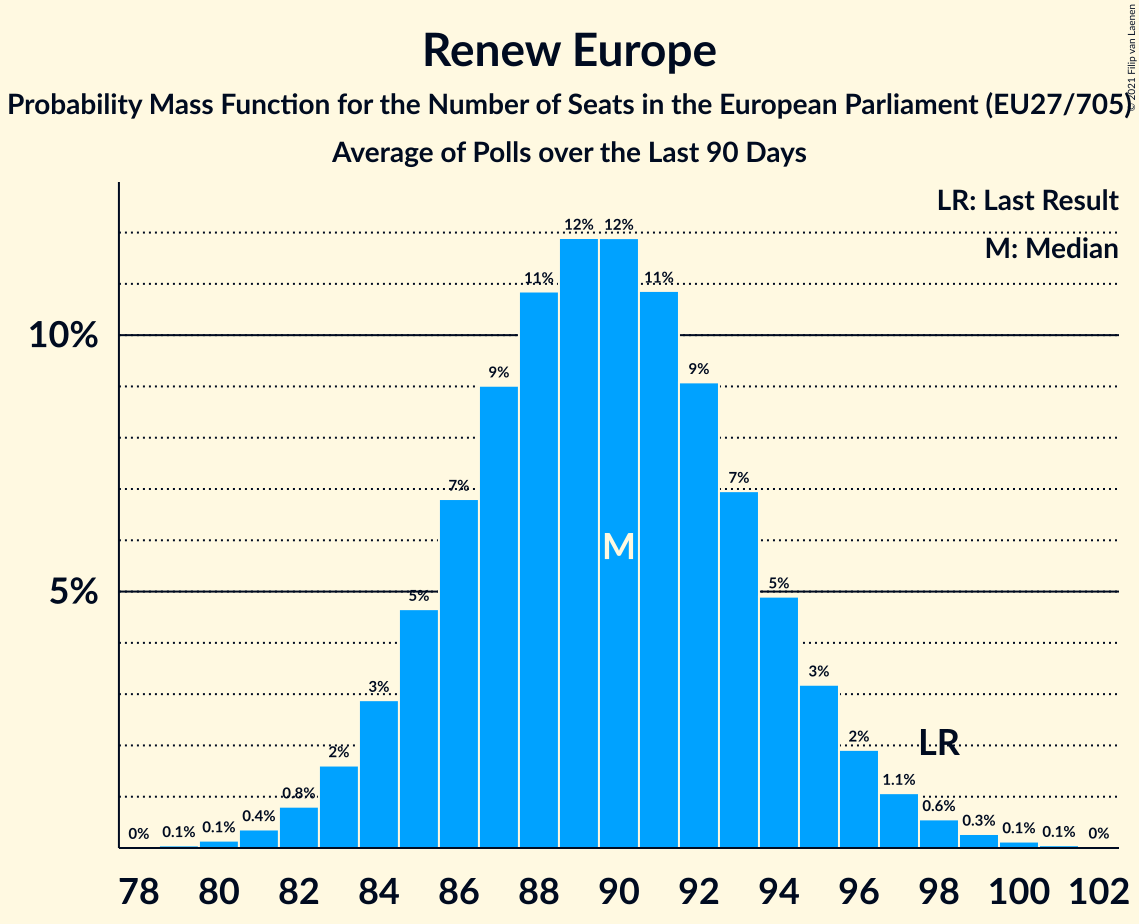 Renew Europe
Probability Mass Function for the Number of Seats in the European Parliament (EU27/705)
Average of Polls over the Last 90 Days
© 2021 Filip van Laenen
LR: Last Result
M: Median
10%
5%
0% 0.1% 0.1% 0.4% 0.8% 2% 3% 5% 7% 9% 11% 12% 12% 11% 9% 7% 5% 3% 2% 1.1% 0.6% 0.3% 0.1% 0.1% 0%
M
LR
78 80 82 84 86 88 90 92 94 96 98 100 102